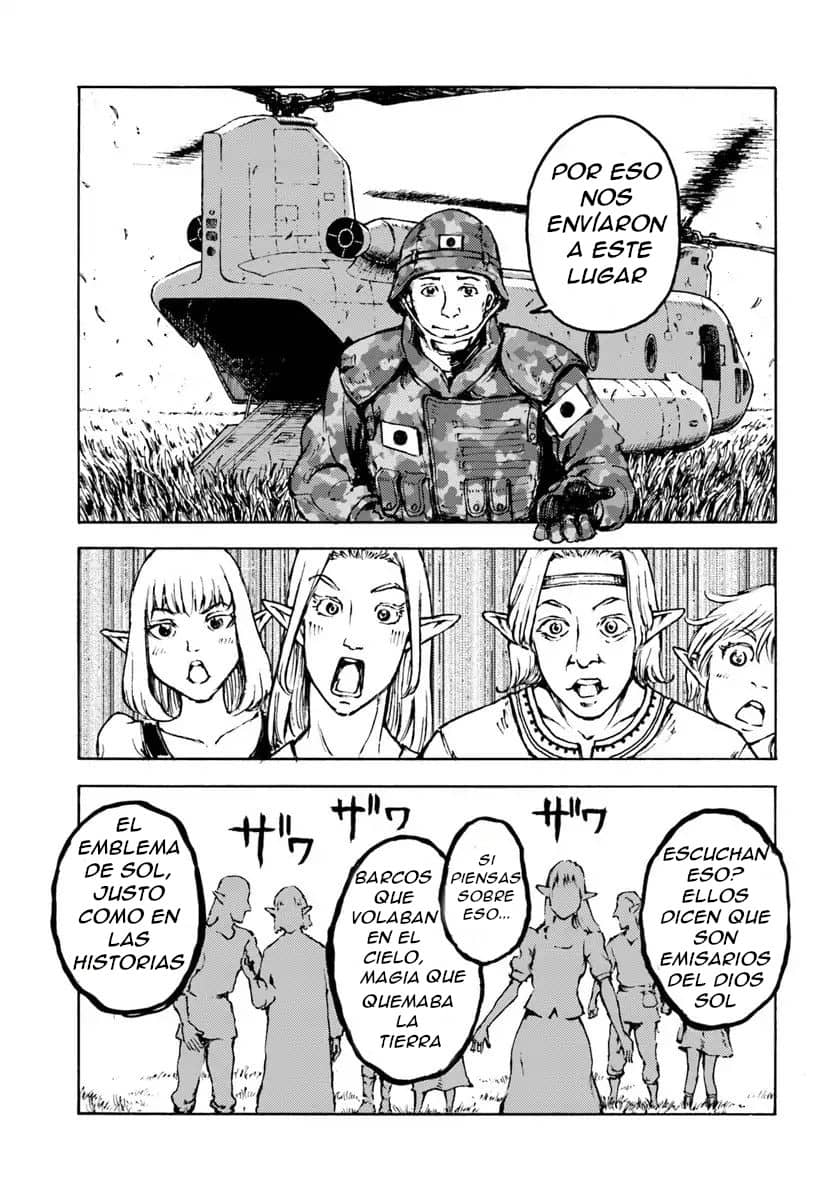 POR ESO
NOS
ENVÍARON
A ESTE
LUGAR
ESCUCHAN
ESO?
ELLOS
DICEN QUE
SON
EMISARIOS
DEL DIOS
SOL
ザワ
SI
PIENSAS
SOBRE
ESO...
ザワ
BARCOS
QUE
VOLABAN
EN EL
CIELO,
MAGIA QUE
QUEMABA
LA
TIERRA
ザワ
EL
EMBLEMA
DE SOL,
JUSTO
COMO EN
LAS
HISTORIAS